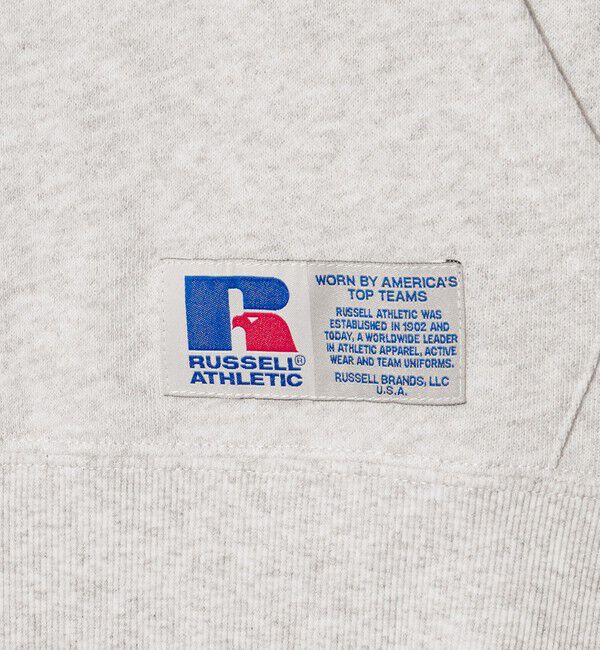 RUSSELL®
ATHLETIC
WORN BY AMERICA'S
TOP TEAMS
RUSSELL ATHLETIC WAS
ESTABLISHED IN 1902 AND
TODAY, A WORLDWIDE LEADER
IN ATHLETIC APPAREL, ACTIVE
WEAR AND TEAM UNIFORMS.
RUSSELL BRANDS, LLC
U.S.A.